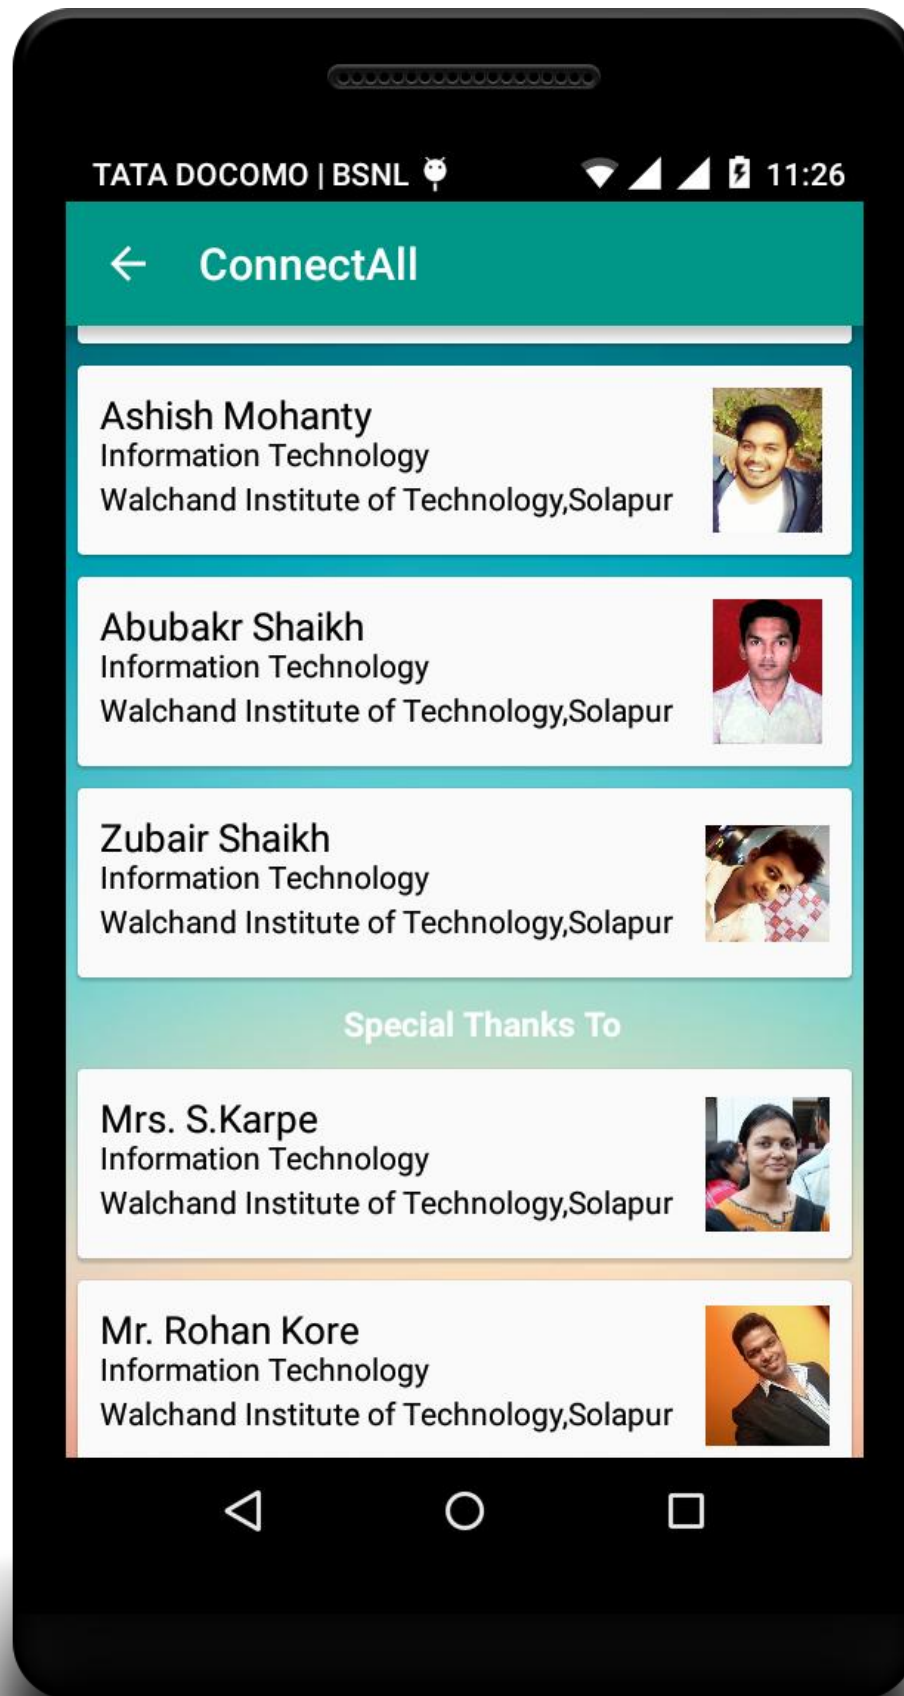 TATA DOCOMO | BSNL 11:26
ConnectAll
Ashish Mohanty
Information Technology
Walchand Institute of Technology,Solapur
Abubakr Shaikh
Information Technology
Walchand Institute of Technology,Solapur
Zubair Shaikh
Information Technology
Walchand Institute of Technology,Solapur
Special Thanks To
Mrs. S.Karpe
Information Technology
Walchand Institute of Technology,Solapur
Mr. Rohan Kore
Information Technology
Walchand Institute of Technology,Solapur